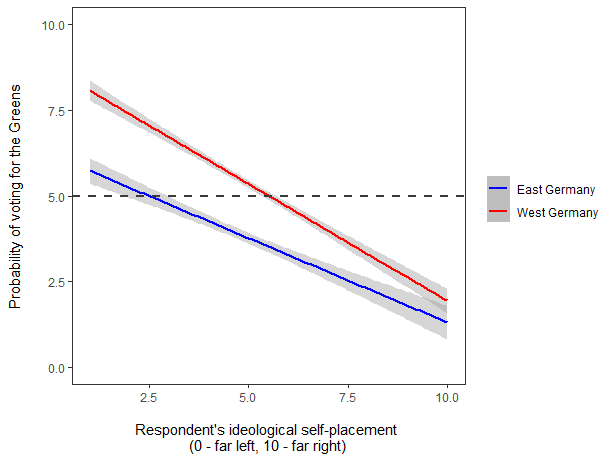 Probability of voting for the Greens
10.0
7.5
5.0
2.5
0.0
2.5
5.0
7.5
10.0
Respondent's ideological self-placement
(0 - far left, 10 - far right)
East Germany
West Germany